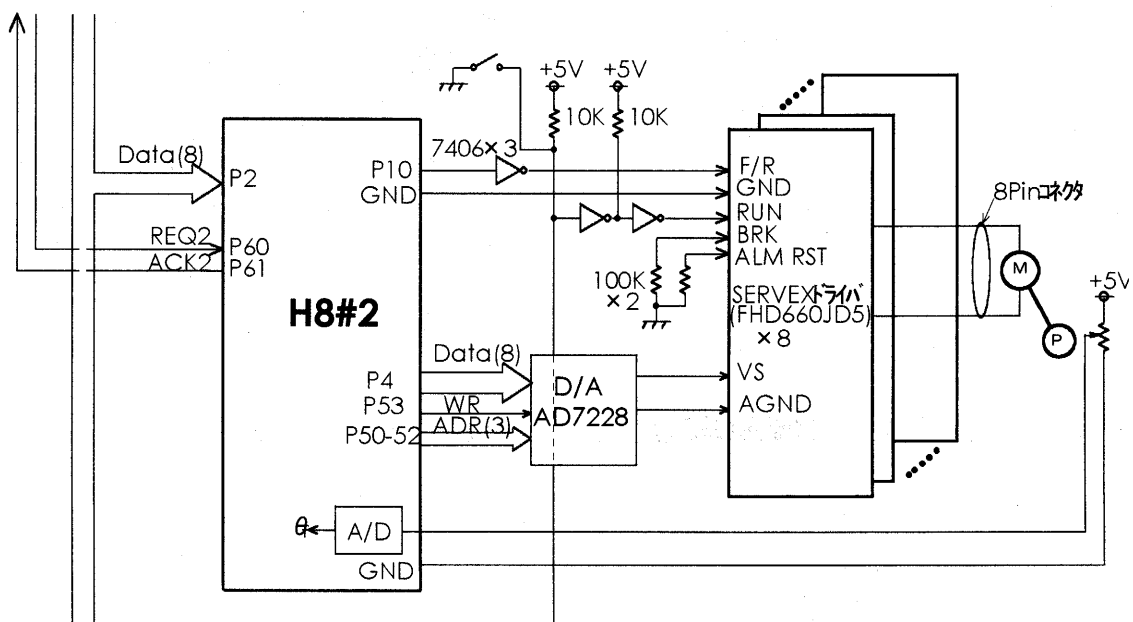 +5V
+5V
10K
10K
7406×3
Data(8)
P2
P10
GND
F/R
GND
RUN
BRK
ALM RST
8Pinコネクタ
REQ2
P60
ACK2
P61
H8#2
100K
×2
SERVEXドライバ
(FHD660JD5)
×8
M
P
+5V
Data(8)
P4
P53
WR
ADR(3)
P50-52
D/A
AD7228
VS
AGND
θ
A/D
GND